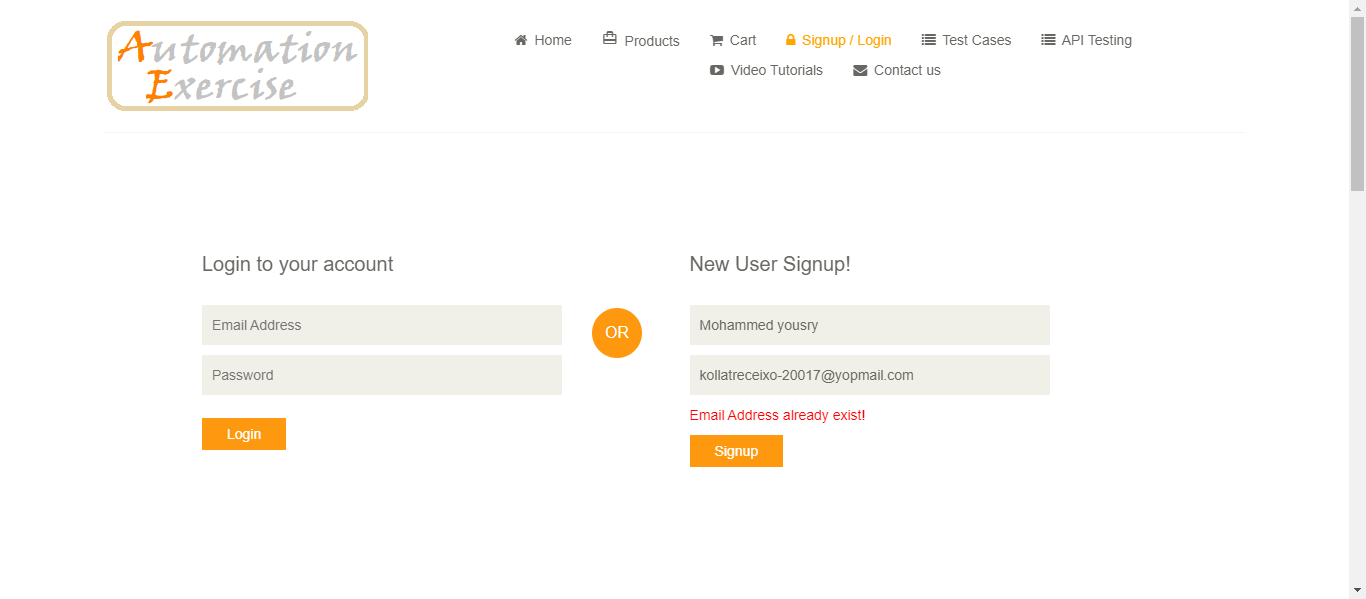 Automation
Exercise
Home
Products
Cart
Signup / Login
Test Cases
API Testing
Video Tutorials
Contact us
Login to your account
Email Address
Password
Login
OR
New User Signup!
Mohammed yousry
kollatreceixo-20017@yopmail.com
Email Address already exist!
Signup